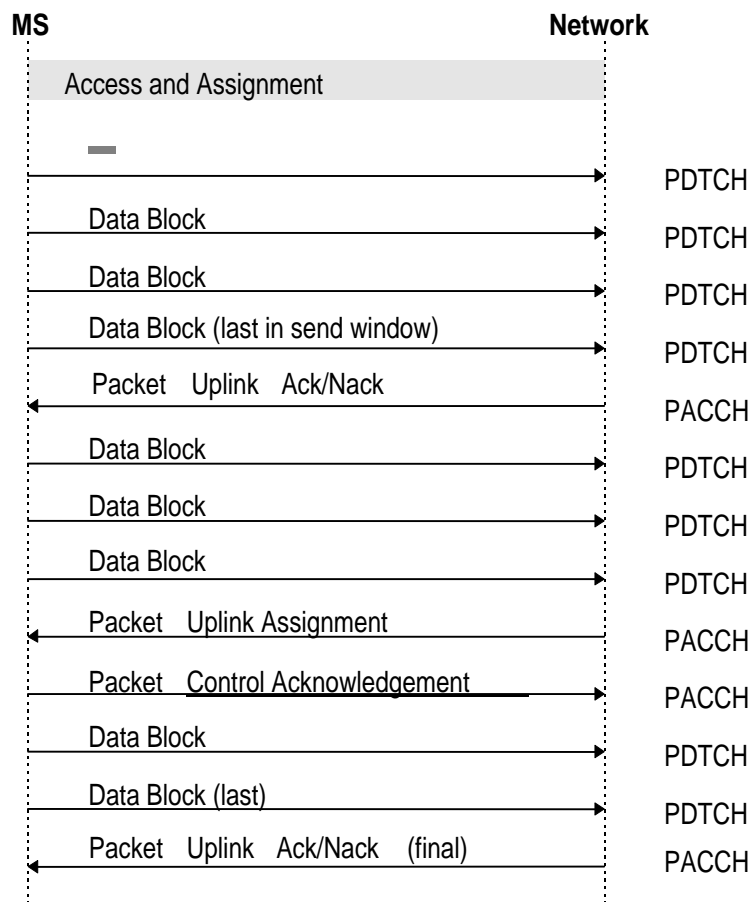 MS Network
Access and Assignment
PDTCH
Data Block
PDTCH
Data Block
PDTCH
Data Block (last in send window)
PDTCH
Packet Uplink Ack/Nack
PACCH
Data Block
PDTCH
Data Block
PDTCH
Data Block
PDTCH
Packet Uplink Assignment
PACCH
Packet Control Acknowledgement
PACCH
Data Block
PDTCH
Data Block (last)
PDTCH
Packet Uplink Ack/Nack (final)
PACCH